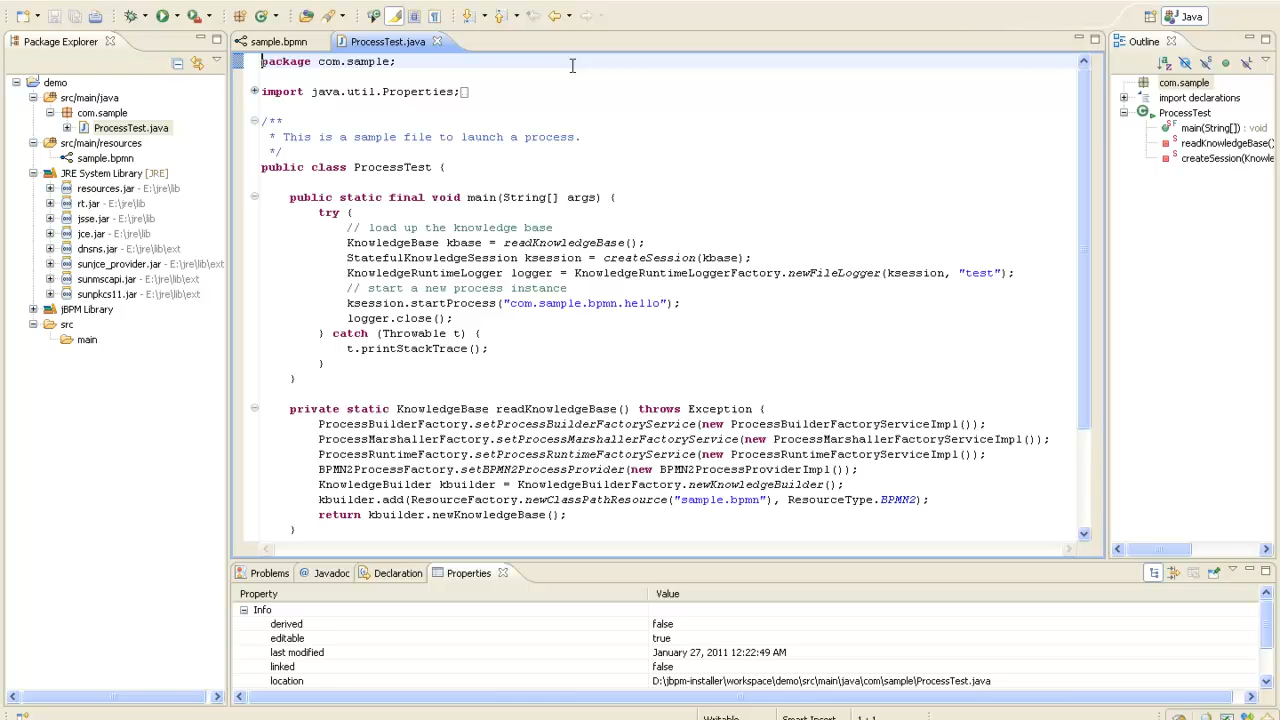 Java
Package Explorer
demo
src/main/java
com.sample
ProcessTest.java
src/main/resources
sample.bpmn
JRE System Library [JRE]
resources.jar - E:\jre\lib
rt.jar - E:\jre\lib
jsse.jar - E:\jre\lib
jce.jar - E:\jre\lib
dnsns.jar - E:\jre\lib\ext
sunjce_provider.jar - E:\jre\lib\ext
sunmscapi.jar - E:\jre\lib\ext
sunpkcs11.jar - E:\jre\lib\ext
jBPM Library
src
main
sample.bpmn
ProcessTest.java
package com.sample;
import java.util.Properties;
/**
* This is a sample file to launch a process.
*/
public class ProcessTest {
public static final void main(String[] args) {
try {
// load up the knowledge base
KnowledgeBase kbase = readKnowledgeBase();
StatefulKnowledgeSession ksession = createSession(kbase);
KnowledgeRuntimeLogger logger = KnowledgeRuntimeLoggerFactory.newFileLogger(ksession, "test");
// start a new process instance
ksession.startProcess("com.sample.bpmn.hello");
logger.close();
} catch (Throwable t) {
t.printStackTrace();
}
}
private static KnowledgeBase readKnowledgeBase() throws Exception {
ProcessBuilderFactory.setProcessBuilderFactoryService(new ProcessBuilderFactoryServiceImpl());
ProcessMarshallerFactory.setProcessMarshallerFactoryService(new ProcessMarshallerFactoryServiceImpl());
ProcessRuntimeFactory.setProcessRuntimeFactoryService(new ProcessRuntimeFactoryServiceImpl());
BPMN2ProcessFactory.setBPMN2ProcessProvider(new BPMN2ProcessProviderImpl());
KnowledgeBuilder kbuilder = KnowledgeBuilderFactory.newKnowledgeBuilder();
kbuilder.add(ResourceFactory.newClassPathResource("sample.bpmn"), ResourceType.BPMN2);
return kbuilder.newKnowledgeBase();
}
Outline
com.sample
import declarations
ProcessTest
main(String[]) : void
readKnowledgeBase()
createSession(Knowle
Problems
@ Javadoc
Declaration
Properties
Property Value
Info
derived false
editable true
last modified January 27, 2011 12:22:49 AM
linked false
location D:\jbpm-installer\workspace\demo\src\main\java\com\sample\ProcessTest.java
Writable Smart Insert 1 : 1